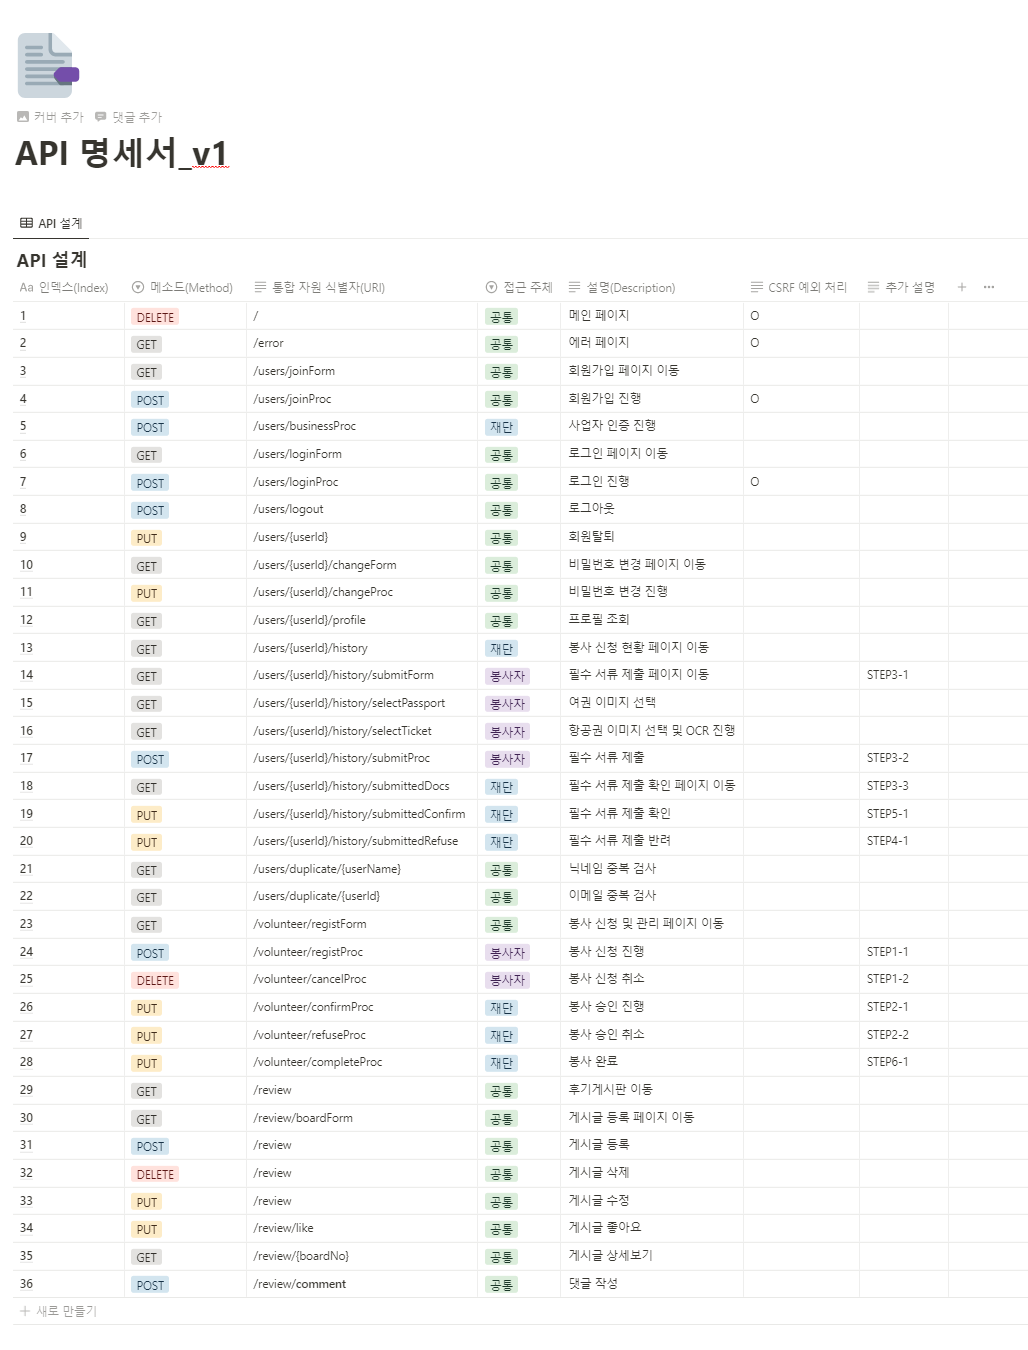 커버 추가 댓글 추가
API 명세서_v1
API 설계
API 설계
Aa 인덱스(Index) 메소드(Method) 통합 자원 식별자(URI) 접근 주체 설명(Description) CSRF 예외 처리 추가 설명 + ...
1 DELETE / 공통 메인 페이지 O
2 GET /error 공통 에러 페이지 O
3 GET /users/joinForm 공통 회원가입 페이지 이동
4 POST /users/joinProc 공통 회원가입 진행 O
5 POST /users/businessProc 재단 사업자 인증 진행
6 GET /users/loginForm 공통 로그인 페이지 이동
7 POST /users/loginProc 공통 로그인 진행 O
8 POST /users/logout 공통 로그아웃
9 PUT /users/{userId} 공통 회원탈퇴
10 GET /users/{userId}/changeForm 공통 비밀번호 변경 페이지 이동
11 PUT /users/{userId}/changeProc 공통 비밀번호 변경 진행
12 GET /users/{userId}/profile 공통 프로필 조회
13 GET /users/{userId}/history 재단 봉사 신청 현황 페이지 이동
14 GET /users/{userId}/history/submitForm 봉사자 필수 서류 제출 페이지 이동 STEP3-1
15 GET /users/{userId}/history/selectPassport 봉사자 여권 이미지 선택
16 GET /users/{userId}/history/selectTicket 봉사자 항공권 이미지 선택 및 OCR 진행
17 POST /users/{userId}/history/submitProc 봉사자 필수 서류 제출 STEP3-2
18 GET /users/{userId}/history/submittedDocs 재단 필수 서류 제출 확인 페이지 이동 STEP3-3
19 PUT /users/{userId}/history/submittedConfirm 재단 필수 서류 제출 확인 STEP5-1
20 PUT /users/{userId}/history/submittedRefuse 재단 필수 서류 제출 반려 STEP4-1
21 GET /users/duplicate/{userName} 공통 닉네임 중복 검사
22 GET /users/duplicate/{userId} 공통 이메일 중복 검사
23 GET /volunteer/registForm 공통 봉사 신청 및 관리 페이지 이동
24 POST /volunteer/registProc 봉사자 봉사 신청 진행 STEP1-1
25 DELETE /volunteer/cancelProc 봉사자 봉사 신청 취소 STEP1-2
26 PUT /volunteer/confirmProc 재단 봉사 승인 진행 STEP2-1
27 PUT /volunteer/refuseProc 재단 봉사 승인 취소 STEP2-2
28 PUT /volunteer/completeProc 재단 봉사 완료 STEP6-1
29 GET /review 공통 후기게시판 이동
30 GET /review/boardForm 공통 게시글 등록 페이지 이동
31 POST /review 공통 게시글 등록
32 DELETE /review 공통 게시글 삭제
33 PUT /review 공통 게시글 수정
34 PUT /review/like 공통 게시글 좋아요
35 GET /review/{boardNo} 공통 게시글 상세보기
36 POST /review/comment 공통 댓글 작성
+ 새로 만들기